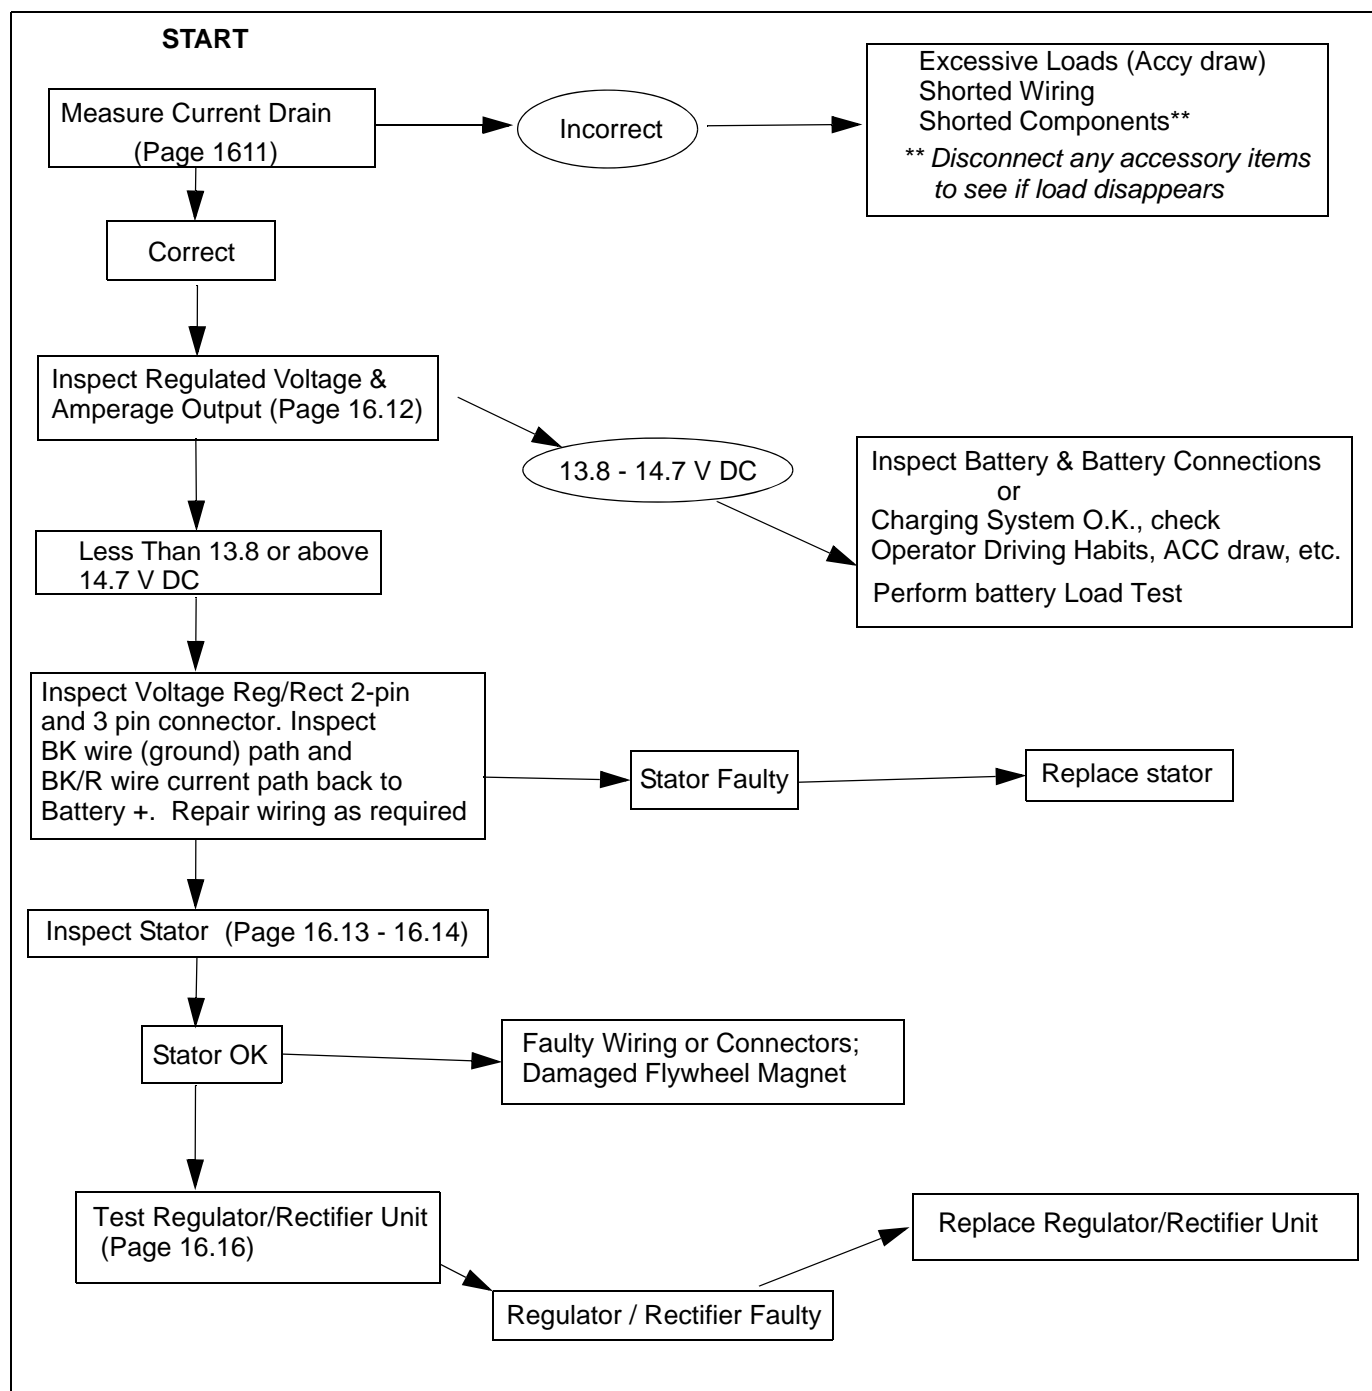 START
Measure Current Drain
(Page 1611)
Incorrect
Excessive Loads (Accy draw)
Shorted Wiring
Shorted Components**
** Disconnect any accessory items
to see if load disappears
Correct
Inspect Regulated Voltage &
Amperage Output (Page 16.12)
13.8 - 14.7 V DC
Inspect Battery & Battery Connections
or
Charging System O.K., check
Operator Driving Habits, ACC draw, etc.
Perform battery Load Test
Less Than 13.8 or above
14.7 V DC
Inspect Voltage Reg/Rect 2-pin
and 3 pin connector. Inspect
BK wire (ground) path and
BK/R wire current path back to
Battery +.  Repair wiring as required
Stator Faulty
Replace stator
Inspect Stator  (Page 16.13 - 16.14)
Stator OK
Faulty Wiring or Connectors;
Damaged Flywheel Magnet
Test Regulator/Rectifier Unit
(Page 16.16)
Regulator / Rectifier Faulty
Replace Regulator/Rectifier Unit